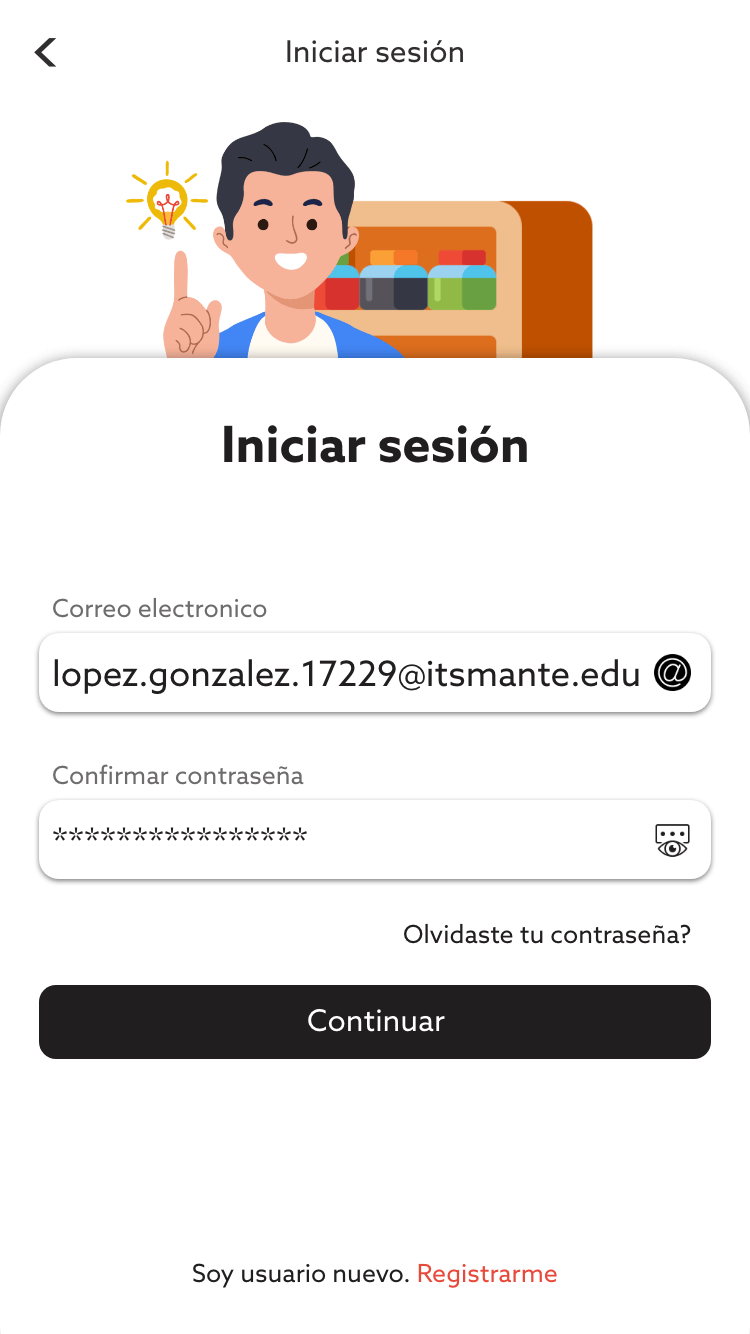 Iniciar sesión
Iniciar sesión
Correo electronico
lopez.gonzalez.17229@itsmante.edu
Confirmar contraseña
****************
Olvidaste tu contraseña?
Continuar
Soy usuario nuevo. Registrarme